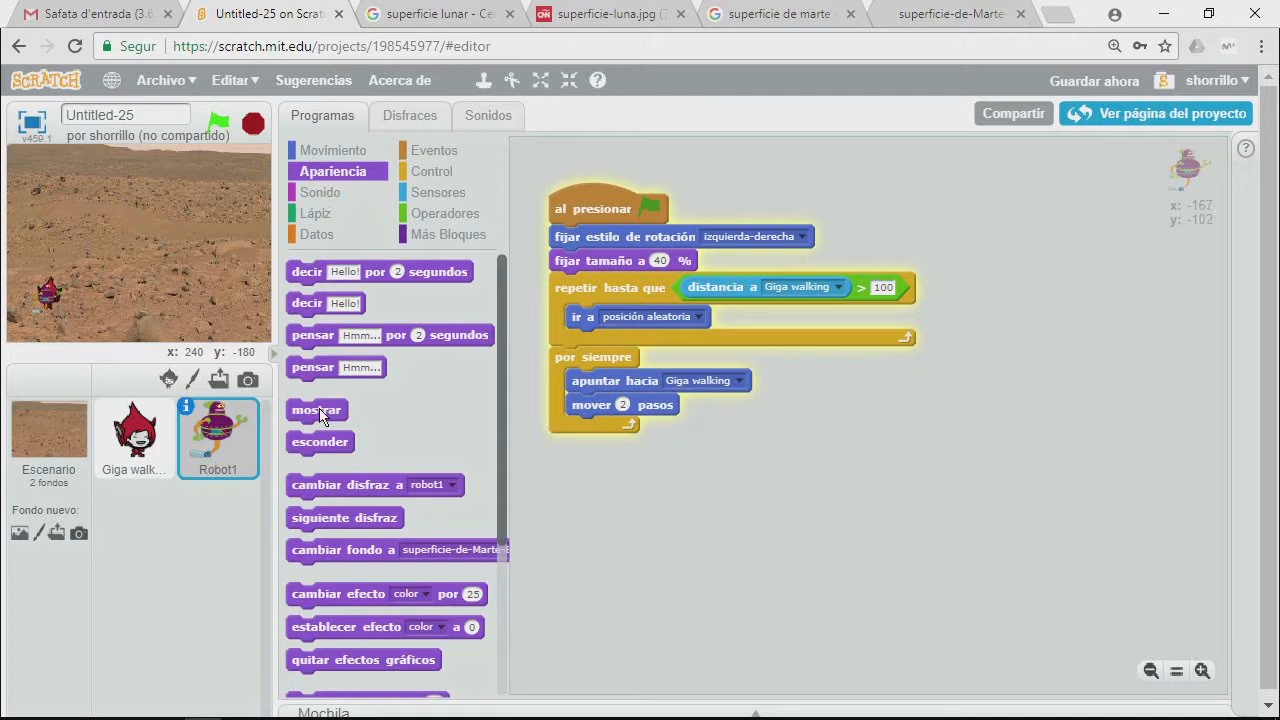 Safata d'entrada (3.6
Untitled-25 on Scrat
superficie lunar - Ce
superficie-luna.jpg (
superficie de marte -
superficie-de-Marte
Segur
https://scratch.mit.edu/projects/198545977/#editor
SCRATCH
Archivo
Editar
Sugerencias
Acerca de
Guardar ahora
shorrillo
Untitled-25
por shorrillo (no compartido)
v459.1
Programas
Disfraces
Sonidos
Compartir
Ver página del proyecto
Movimiento
Apariencia
Sonido
Lápiz
Datos
Eventos
Control
Sensores
Operadores
Más Bloques
decir Hello! por 2 segundos
decir Hello!
pensar Hmm... por 2 segundos
pensar Hmm...
mostrar
esconder
cambiar disfraz a robot1
siguiente disfraz
cambiar fondo a superficie-de-Marte-
cambiar efecto color por 25
establecer efecto color a 0
quitar efectos gráficos
al presionar
fijar estilo de rotación izquierda-derecha
fijar tamaño a 40 %
repetir hasta que distancia a Giga walking > 100
ir a posición aleatoria
por siempre
apuntar hacia Giga walking
mover 2 pasos
x: -167
y: -102
x: 240 y: -180
Escenario
2 fondos
Fondo nuevo:
Giga walk...
Robot1
Mochila